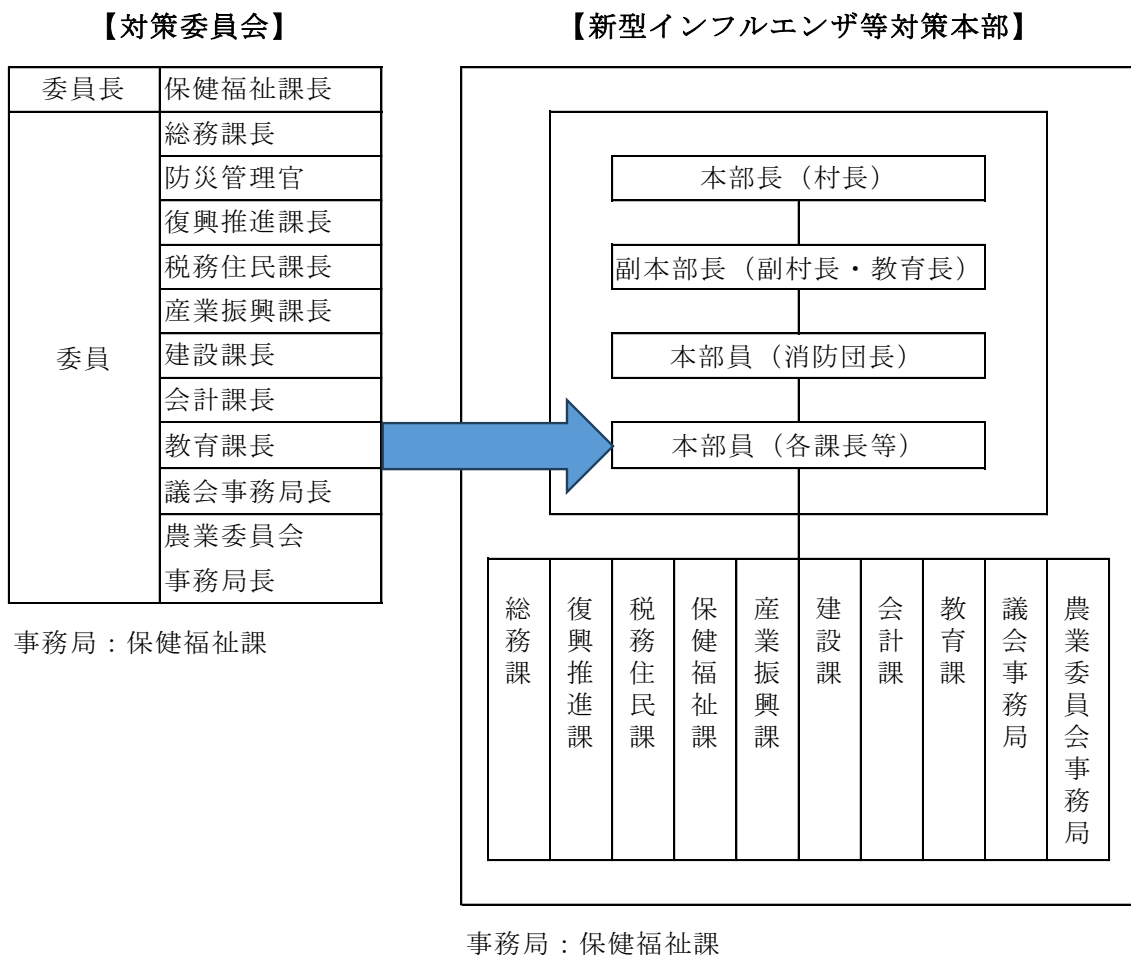 【対策委員会】
委員長
保健福祉課長
委員
総務課長
防災管理官
復興推進課長
税務住民課長
産業振興課長
建設課長
会計課長
教育課長
議会事務局長
農業委員会
事務局長
事務局：保健福祉課
【新型インフルエンザ等対策本部】
本部長（村長）
副本部長（副村長・教育長）
本部員（消防団長）
本部員（各課長等）
総務課
復興推進課
税務住民課
保健福祉課
産業振興課
建設課
会計課
教育課
議会事務局
農業委員会事務局
事務局：保健福祉課